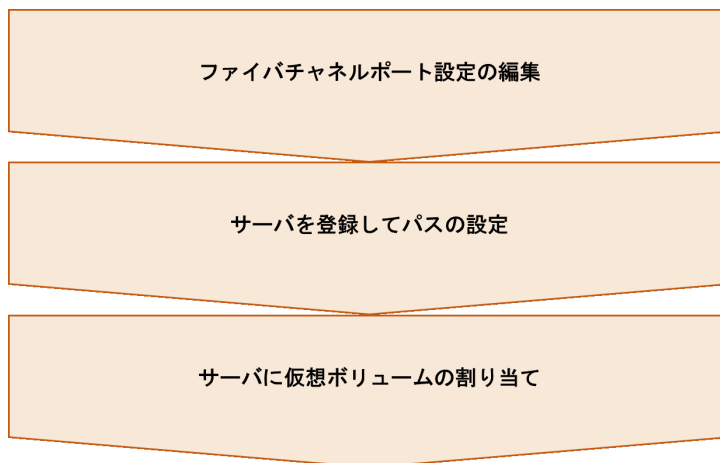 ファイバチャネルポート設定の編集
サーバを登録してパスの設定
サーバに仮想ボリュームの割り当て